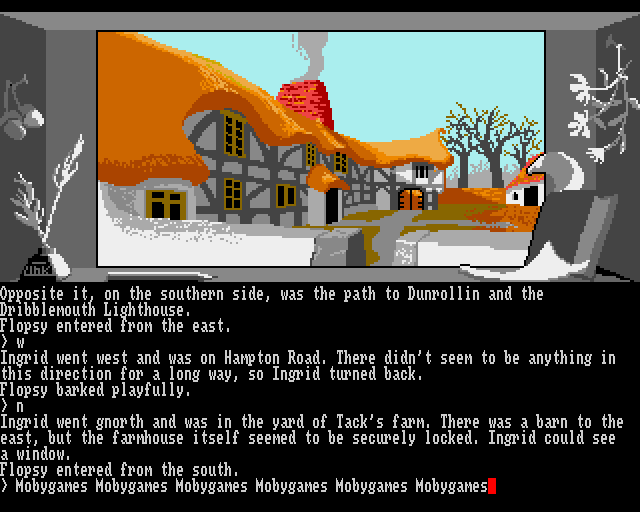 Ink
Opposite it, on the southern side, was the path to Dunrollin and the
Dribblemouth Lighthouse.
Flopsy entered from the east.
> w
Ingrid went west and was on Hampton Road. There didn't seem to be anything in
this direction for a long way, so Ingrid turned back.
Flopsy barked playfully.
> n
Ingrid went gnorth and was in the yard of Tack's farm. There was a barn to the
east, but the farmhouse itself seemed to be securely locked. Ingrid could see
a window.
Flopsy entered from the south.
> Mobygames Mobygames Mobygames Mobygames Mobygames Mobygames